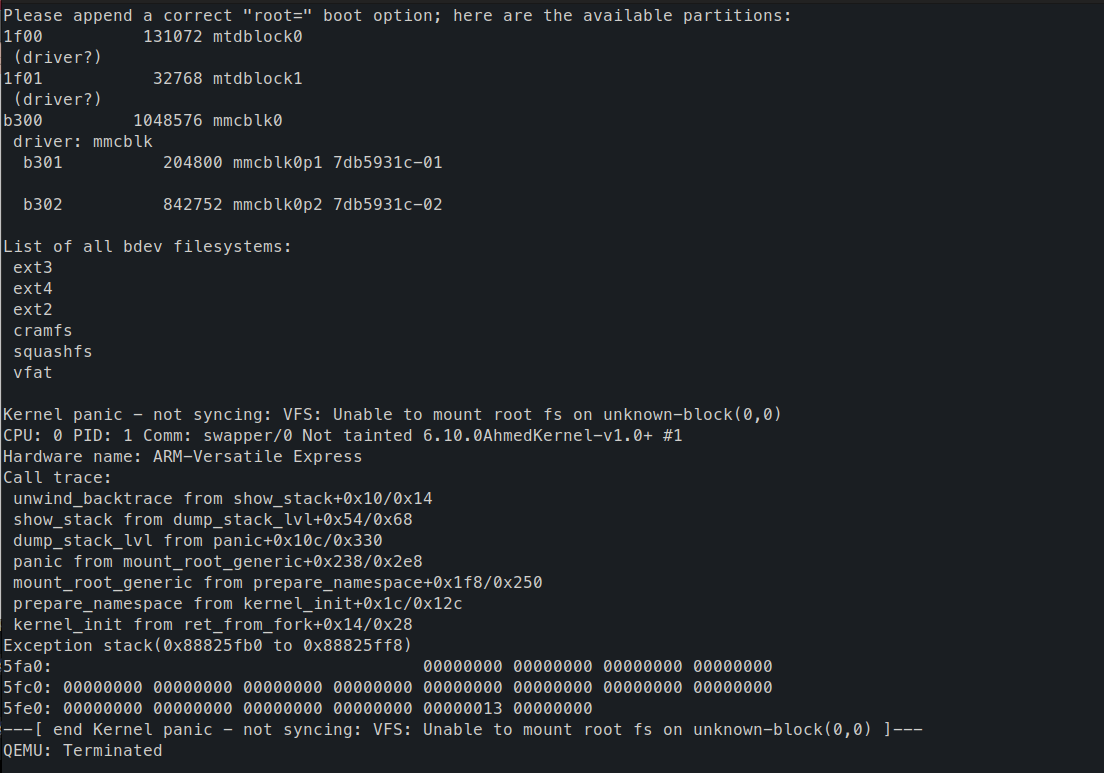 Please append a correct "root=" boot option; here are the available partitions:
1f00          131072 mtdblock0
 (driver?)
1f01           32768 mtdblock1
 (driver?)
b300         1048576 mmcblk0
 driver: mmcblk
  b301          204800 mmcblk0p1 7db5931c-01
  b302          842752 mmcblk0p2 7db5931c-02
List of all bdev filesystems:
 ext3
 ext4
 ext2
 cramfs
 squashfs
 vfat
Kernel panic - not syncing: VFS: Unable to mount root fs on unknown-block(0,0)
CPU: 0 PID: 1 Comm: swapper/0 Not tainted 6.10.0AhmedKernel-v1.0+ #1
Hardware name: ARM-Versatile Express
Call trace:
 unwind_backtrace from show_stack+0x10/0x14
 show_stack from dump_stack_lvl+0x54/0x68
 dump_stack_lvl from panic+0x10c/0x330
 panic from mount_root_generic+0x238/0x2e8
 mount_root_generic from prepare_namespace+0x1f8/0x250
 prepare_namespace from kernel_init+0x1c/0x12c
 kernel_init from ret_from_fork+0x14/0x28
Exception stack(0x88825fb0 to 0x88825ff8)
5fa0:                                     00000000 00000000 00000000 00000000
5fc0: 00000000 00000000 00000000 00000000 00000000 00000000 00000000 00000000
5fe0: 00000000 00000000 00000000 00000000 00000013 00000000
---[ end Kernel panic - not syncing: VFS: Unable to mount root fs on unknown-block(0,0) ]---
QEMU: Terminated